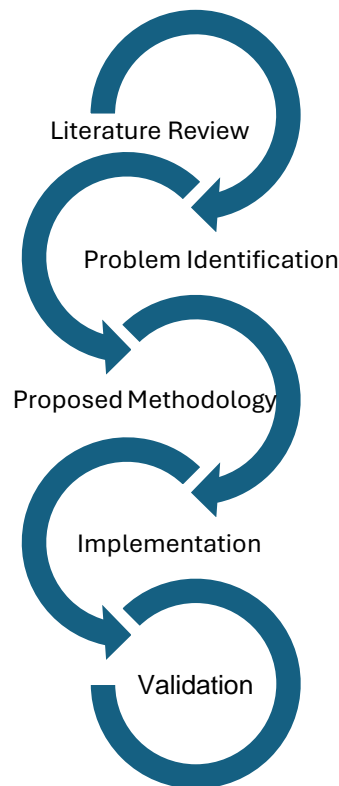 Literature Review
Problem Identification
Proposed Methodology
Implementation
Validation